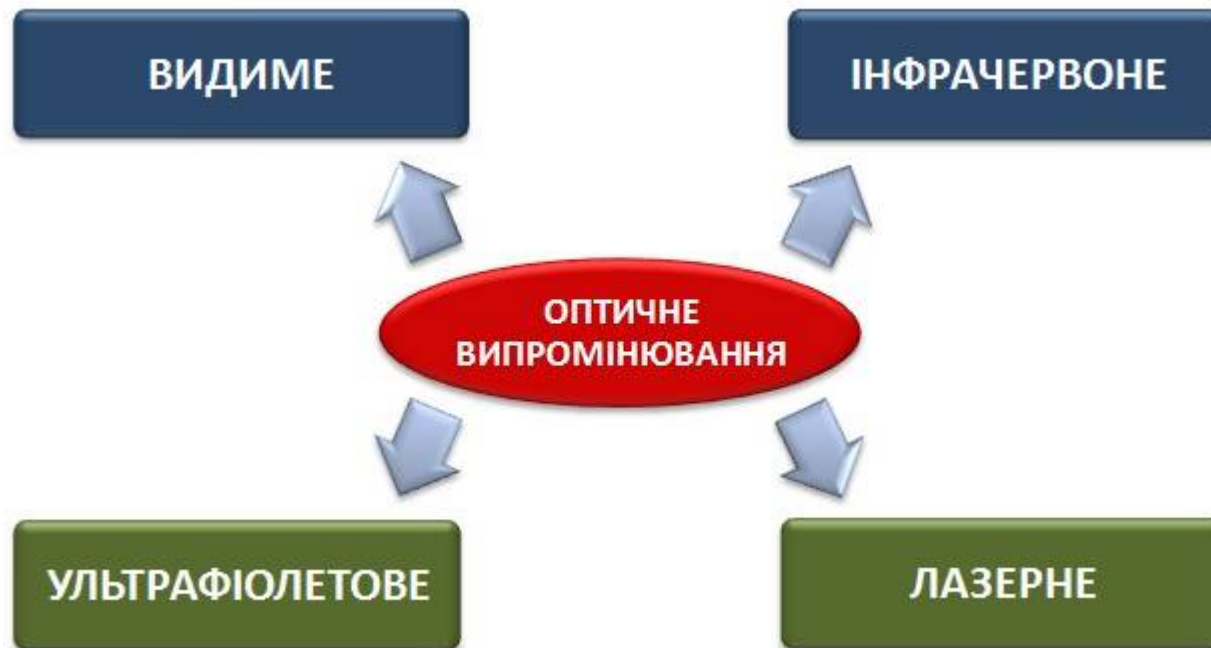 ВИДИМЕ
ІНФРАЧЕРВОНЕ
ОПТИЧНЕ
ВИПРОМІНЮВАННЯ
УЛЬТРАФІОЛЕТОВЕ
ЛАЗЕРНЕ